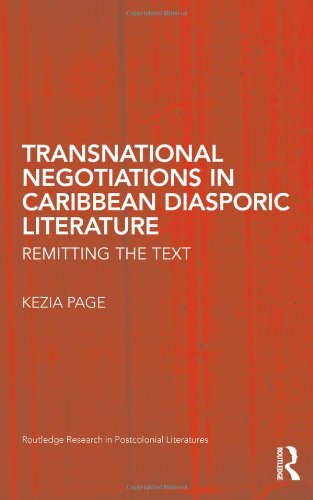 TRANSNATIONAL
NEGOTIATIONS IN
CARIBBEAN DIASPORIC
LITERATURE
REMITTING THE TEXT
KEZIA PAGE
Routledge Research in Postcolonial Literatures
ROUTLEDGE